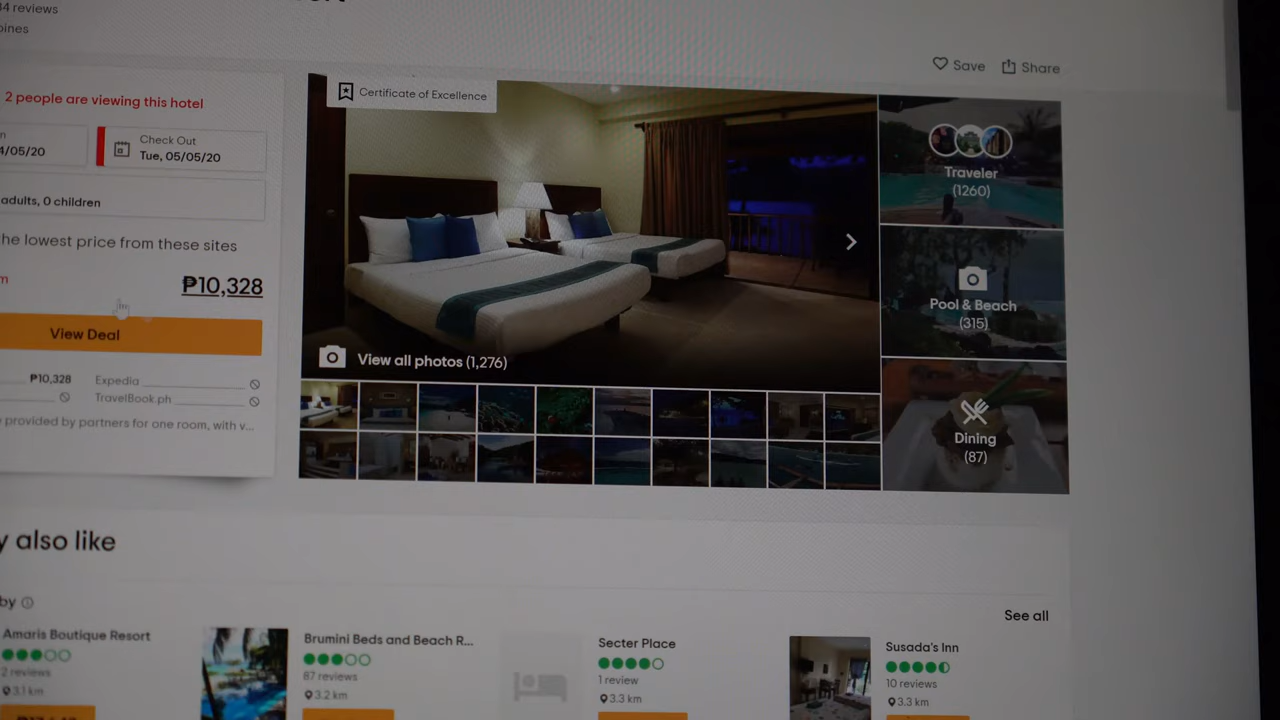 4 reviews
pines
Save
Share
2 people are viewing this hotel
Certificate of Excellence
Check Out
4/05/20
Tue, 05/05/20
adults, 0 children
he lowest price from these sites
₱10,328
View Deal
₱10,328
Expedia
TravelBook.ph
provided by partners for one room, with v...
View all photos (1,276)
Traveler
(1260)
Pool & Beach
(315)
Dining
(87)
y also like
by
See all
Amaris Boutique Resort
2 reviews
3.1 km
Brumini Beds and Beach R...
87 reviews
3.2 km
Secter Place
1 review
3.3 km
Susada's Inn
10 reviews
3.3 km